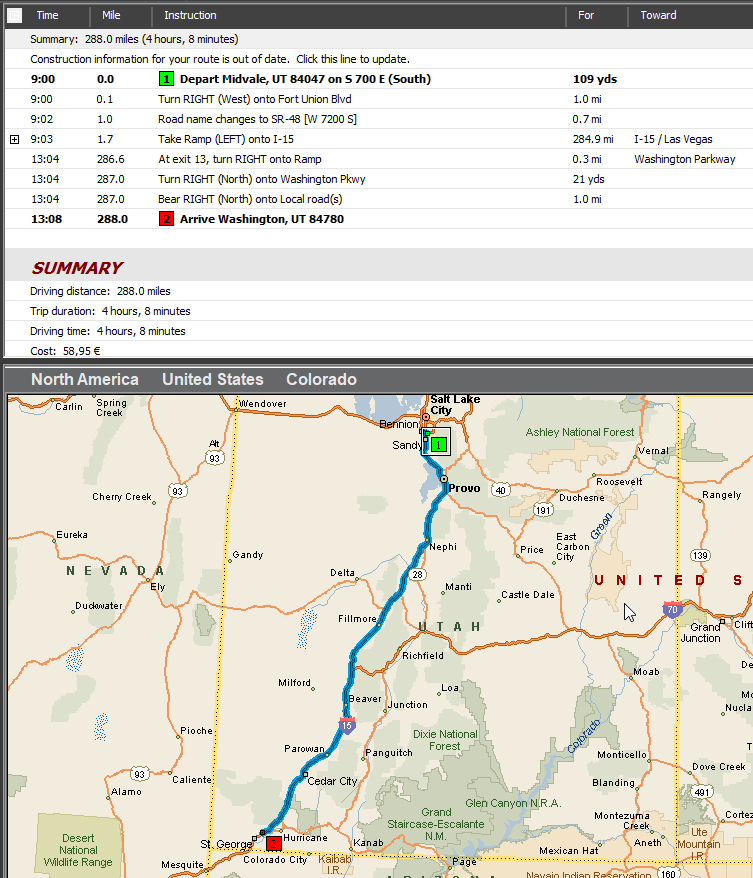 Time Mile Instruction For Toward
Summary: 288.0 miles (4 hours, 8 minutes)
Construction information for your route is out of date. Click this line to update.
9:00 0.0 1 Depart Midvale, UT 84047 on S 700 E (South) 109 yds
9:00 0.1 Turn RIGHT (West) onto Fort Union Blvd 1.0 mi
9:02 1.0 Road name changes to SR-48 [W 7200 S] 0.7 mi
9:03 1.7 Take Ramp (LEFT) onto I-15 284.9 mi I-15 / Las Vegas
13:04 286.6 At exit 13, turn RIGHT onto Ramp 0.3 mi Washington Parkway
13:04 287.0 Turn RIGHT (North) onto Washington Pkwy 21 yds
13:04 287.0 Bear RIGHT (North) onto Local road(s) 1.0 mi
13:08 288.0 2 Arrive Washington, UT 84780
SUMMARY
Driving distance: 288.0 miles
Trip duration: 4 hours, 8 minutes
Driving time: 4 hours, 8 minutes
Cost: 58,95 €
North America United States Colorado
Carlin
Spring
Creek
Wendover
Salt Lake
City
Bennion
Sandy
1
Alt
93
Ashley National Forest
Vernal
Provo
40
Roosevelt
Duchesne
Rangely
93
Cherry Creek
191
Green
Eureka
Gandy
Nephi
Price
East
Carbon
City
139
NEVADA
Ely
Delta
28
Manti
Castle Dale
UNITED S
Duckwater
Fillmore
UTAH
70
Grand
Junction
Clift
Richfield
Moab
De
Milford
Loa
Beaver
Junction
Mon
Nucla
15
Pioche
Dixie National
Forest
Colorado
Parowan
Panguitch
Monticello
Dove Creek
93
Caliente
Cedar City
Blanding
491
Alamo
Glen Canyon N.R.A.
Grand
Staircase-Escalante
N.M.
Montezuma
Creek
Cortez
Desert
National
Wildlife Range
St. George
2
Hurricane
Kanab
Mexican Hat
Aneth
Ute
Mountain
I.R.
Mesquite
Colorado City
Kaibab
I.R.
Page
Navajo Indian Reservation
160